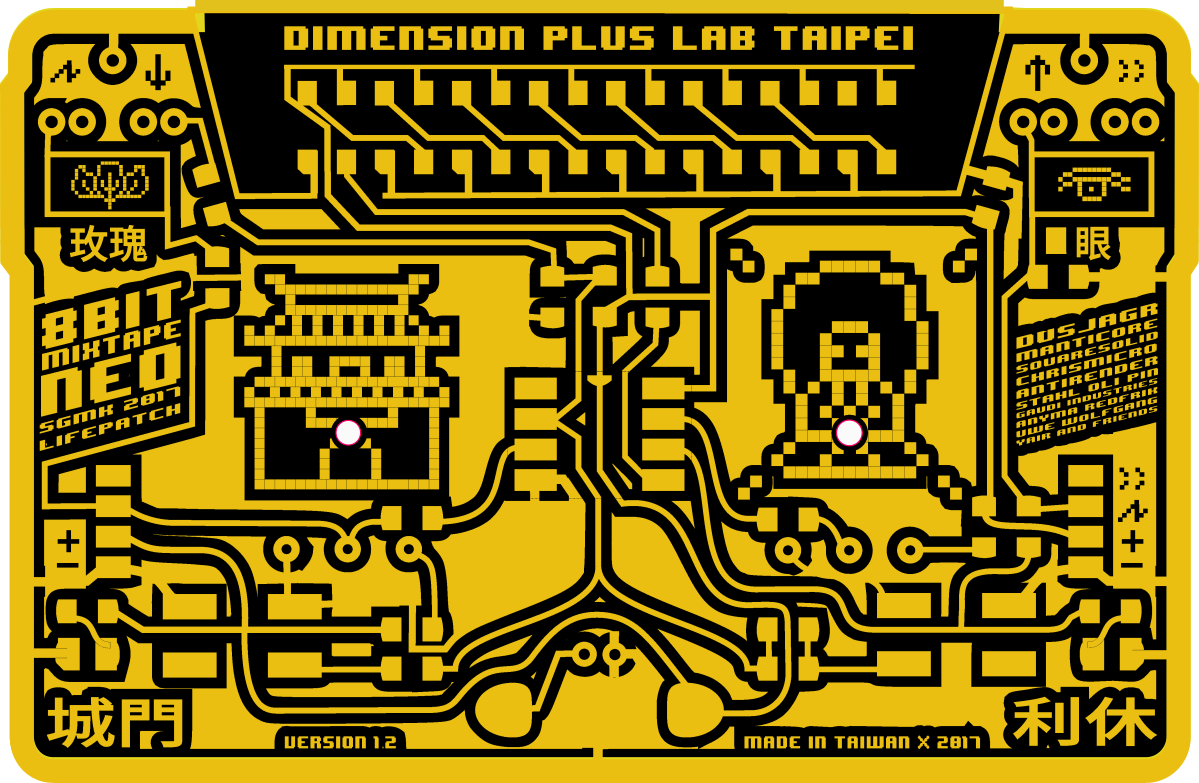 DIMENSION PLUS LAB TAIPEI
玫瑰
眼
8BIT
MIXTAPE
NEO
SGMK 2017
LIFEPATCH
DUSJAGR
MANTICORE
SQUARESOLID
CHRISMICRO
ANTIRENDER
STAHL OLI PIN
GAUDI INDUSTRIES
ANYMA REDFRIK
UWE WOLFGANG
YAIR AND FRIENDS
+
-
+
-
城門
利休
VERSION 1.2
MADE IN TAIWAN X 2017